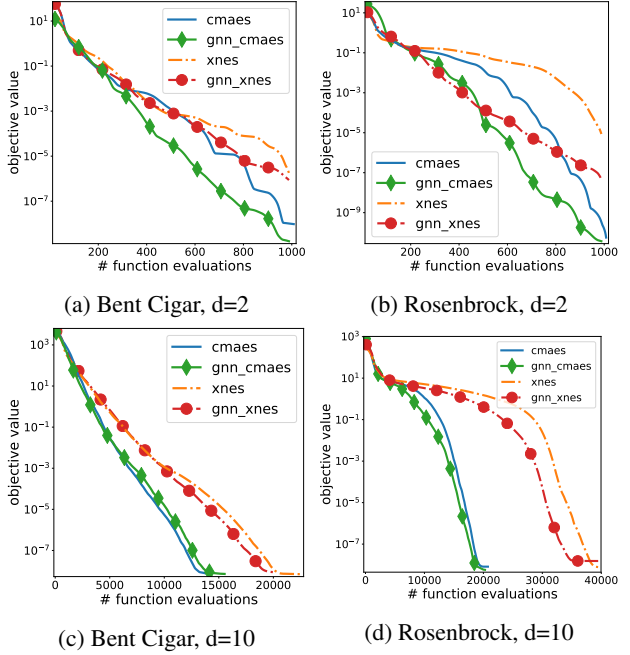 10^1
10^-1
10^-3
10^-5
10^-7
objective value
200 400 600 800 1000
# function evaluations
cmaes
gnn_cmaes
xnes
gnn_xnes
(a) Bent Cigar, d=2
10^1
10^-1
10^-3
10^-5
10^-7
10^-9
objective value
0 200 400 600 800 1000
# function evaluations
cmaes
gnn_cmaes
xnes
gnn_xnes
(b) Rosenbrock, d=2
10^3
10^1
10^-1
10^-3
10^-5
10^-7
objective value
0 5000 10000 15000 20000
# function evaluations
cmaes
gnn_cmaes
xnes
gnn_xnes
(c) Bent Cigar, d=10
10^3
10^1
10^-1
10^-3
10^-5
10^-7
objective value
0 10000 20000 30000 40000
# function evaluations
cmaes
gnn_cmaes
xnes
gnn_xnes
(d) Rosenbrock, d=10